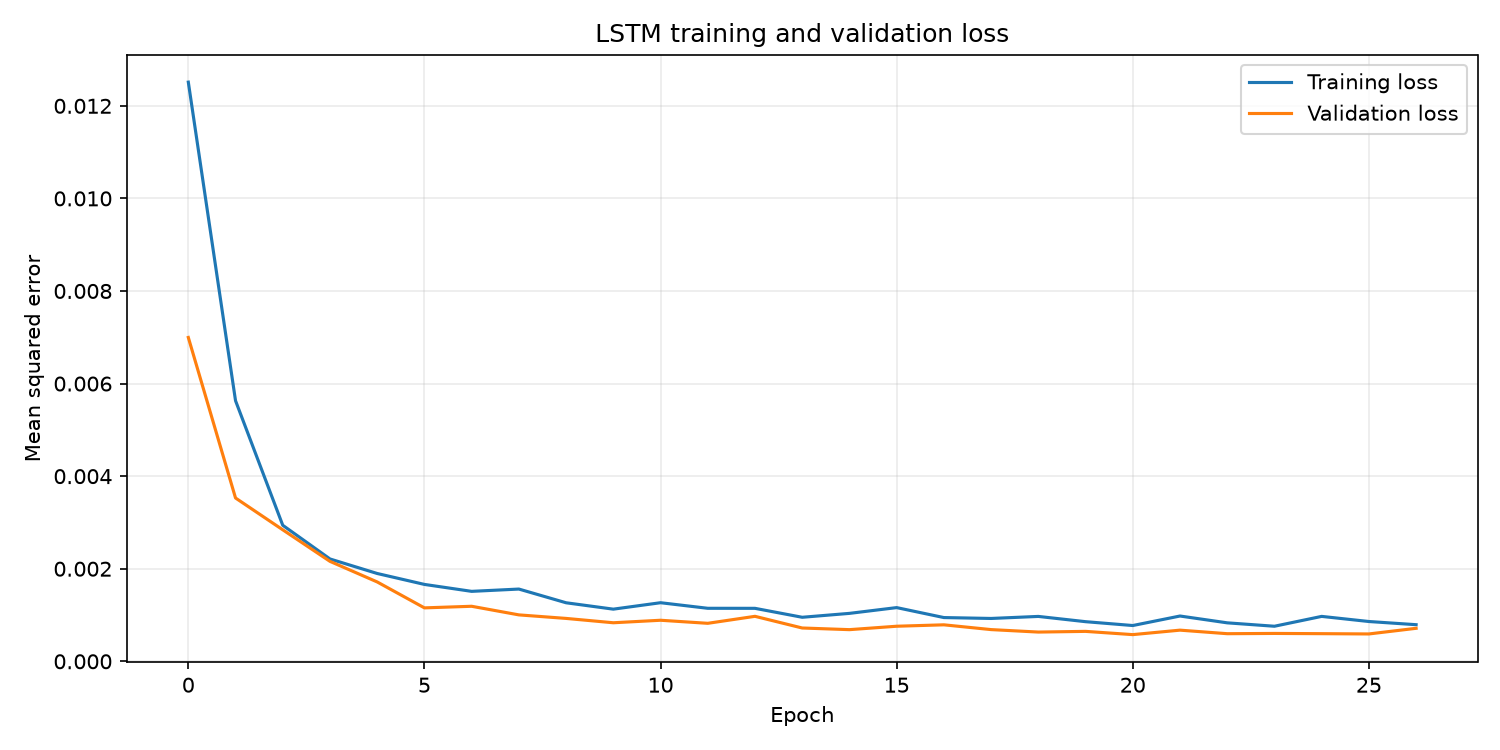 LSTM training and validation loss
Training loss
Validation loss
Mean squared error
0.012
0.010
0.008
0.006
0.004
0.002
0.000
0 5 10 15 20 25
Epoch